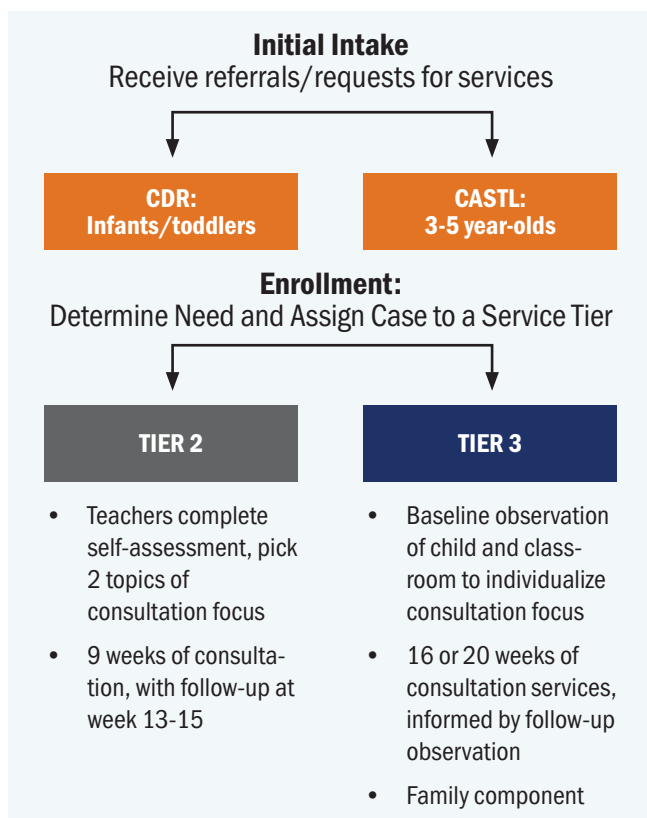 Initial Intake
Receive referrals/requests for services
CDR:
Infants/toddlers
CASTL:
3-5 year-olds
Enrollment:
Determine Need and Assign Case to a Service Tier
TIER 2
• Teachers complete
self-assessment, pick
2 topics of
consultation focus
• 9 weeks of consulta-
tion, with follow-up at
week 13-15
TIER 3
• Baseline observation
of child and class-
room to individualize
consultation focus
• 16 or 20 weeks of
consultation services,
informed by follow-up
observation
• Family component